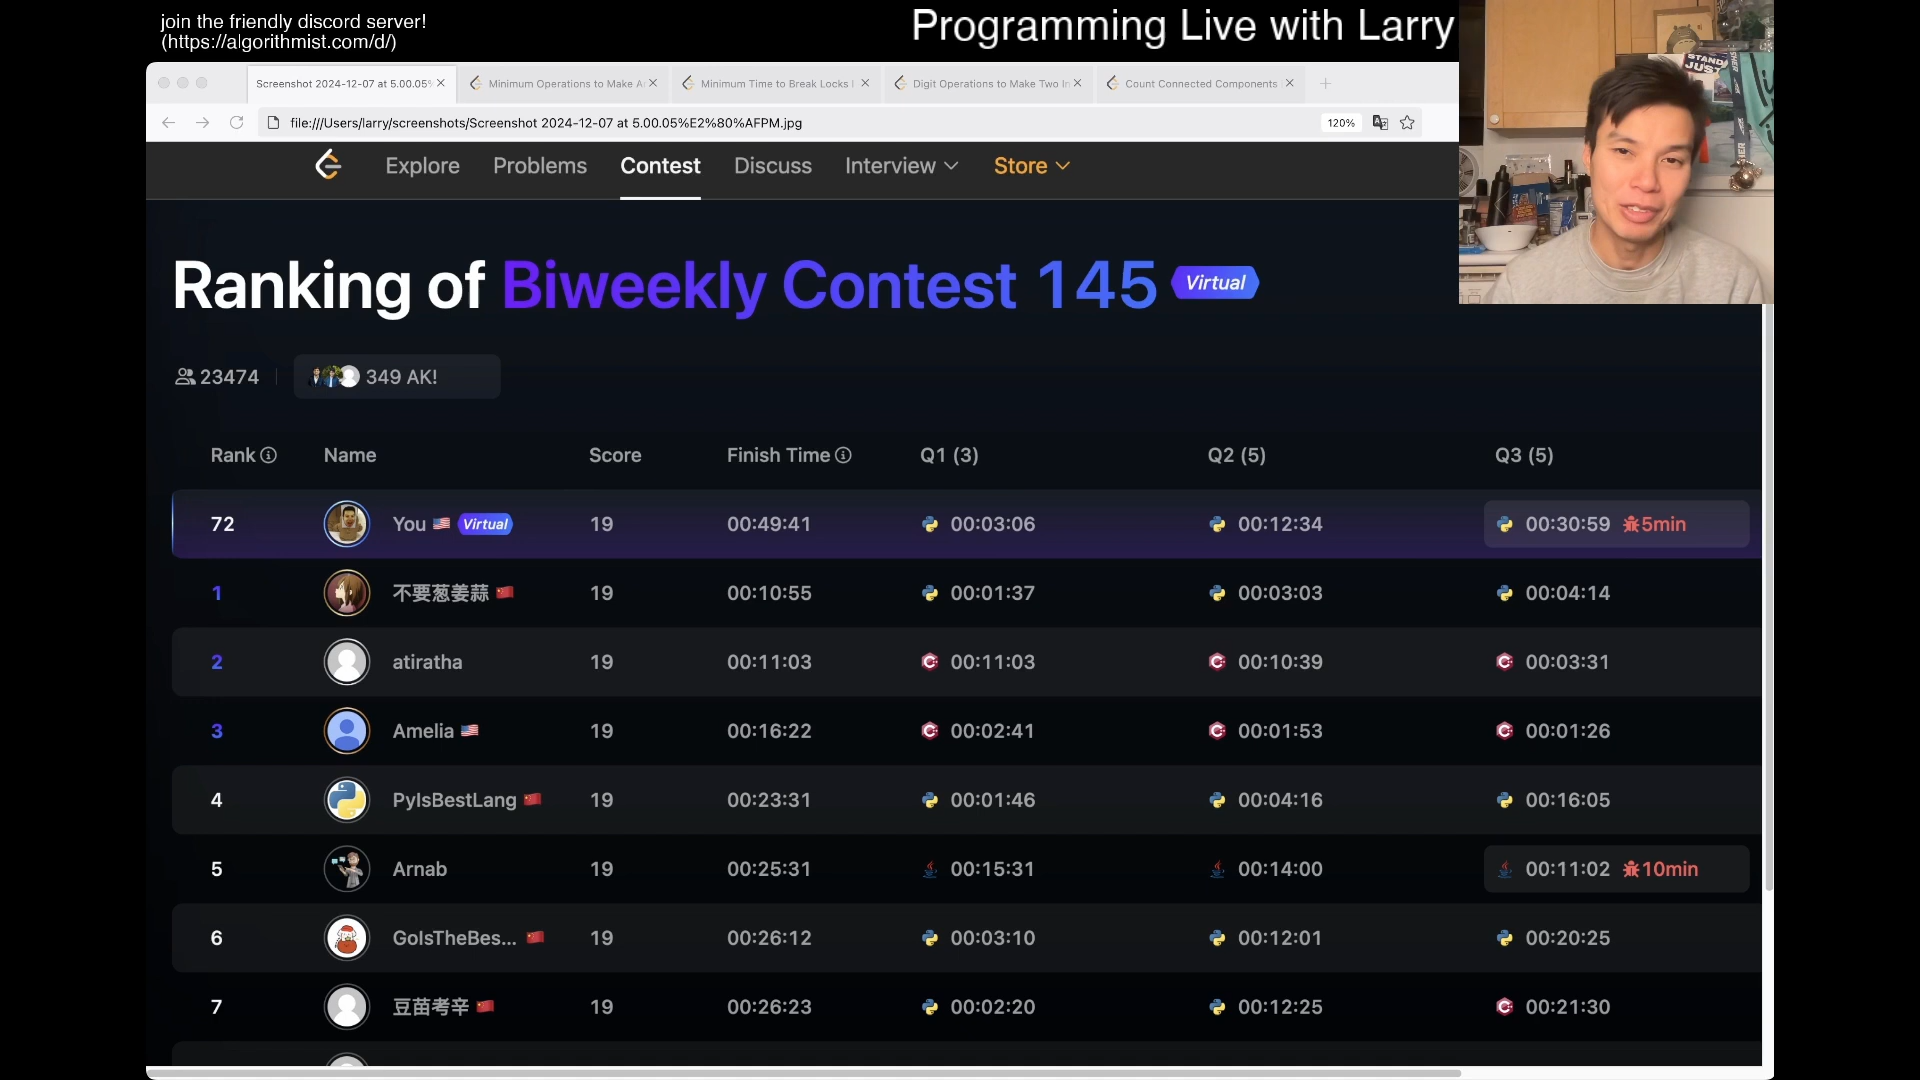 join the friendly discord server!
(https://algorithmist.com/d/)
Programming Live with Larry
Screenshot 2024-12-07 at 5.00.05
Minimum Operations to Make A
Minimum Time to Break Locks I
Digit Operations to Make Two In
Count Connected Components
file:///Users/larry/screenshots/Screenshot 2024-12-07 at 5.00.05%E2%80%AFPM.jpg
120%
Explore Problems Contest Discuss Interview Store
Ranking of Biweekly Contest 145 Virtual
23474 349 AK!
Rank Name Score Finish Time Q1 (3) Q2 (5) Q3 (5)
72 You Virtual 19 00:49:41 00:03:06 00:12:34 00:30:59 5min
1 不要葱姜蒜 19 00:10:55 00:01:37 00:03:03 00:04:14
2 atiratha 19 00:11:03 00:11:03 00:10:39 00:03:31
3 Amelia 19 00:16:22 00:02:41 00:01:53 00:01:26
4 PyIsBestLang 19 00:23:31 00:01:46 00:04:16 00:16:05
5 Arnab 19 00:25:31 00:15:31 00:14:00 00:11:02 10min
6 GoIsTheBes... 19 00:26:12 00:03:10 00:12:01 00:20:25
7 豆苗考辛 19 00:26:23 00:02:20 00:12:25 00:21:30